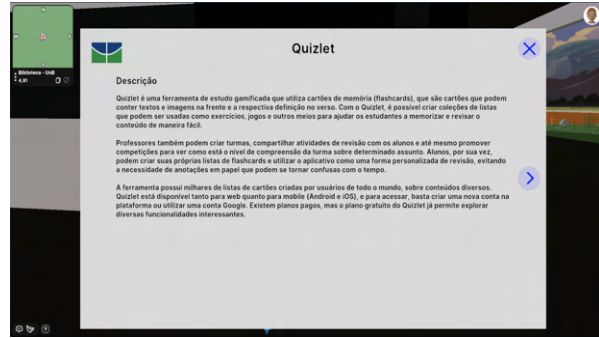 Quizlet
Biblioteca - UnB
4,81
Descrição
Quizlet é uma ferramenta de estudo gamificada que utiliza cartões de memória (flashcards), que são cartões que podem
conter textos e imagens na frente e a respectiva definição no verso. Com o Quizlet, é possível criar coleções de listas
que podem ser usadas como exercícios, jogos e outros meios para ajudar os estudantes a memorizar e revisar o
conteúdo de maneira fácil.
Professores também podem criar turmas, compartilhar atividades de revisão com os alunos e até mesmo promover
competições para ver como está o nível de compreensão da turma sobre determinado assunto. Alunos, por sua vez,
podem criar suas próprias listas de flashcards e utilizar o aplicativo como uma forma personalizada de revisão, evitando
a necessidade de anotações em papel que podem se tornar confusas com o tempo.
A ferramenta possui milhares de listas de cartões criadas por usuários de todo o mundo, sobre conteúdos diversos.
Quizlet está disponível tanto para web quanto para mobile (Android e iOS), e para acessar, basta criar uma nova conta na
plataforma ou utilizar uma conta Google. Existem planos pagos, mas o plano gratuito do Quizlet já permite explorar
diversas funcionalidades interessantes.